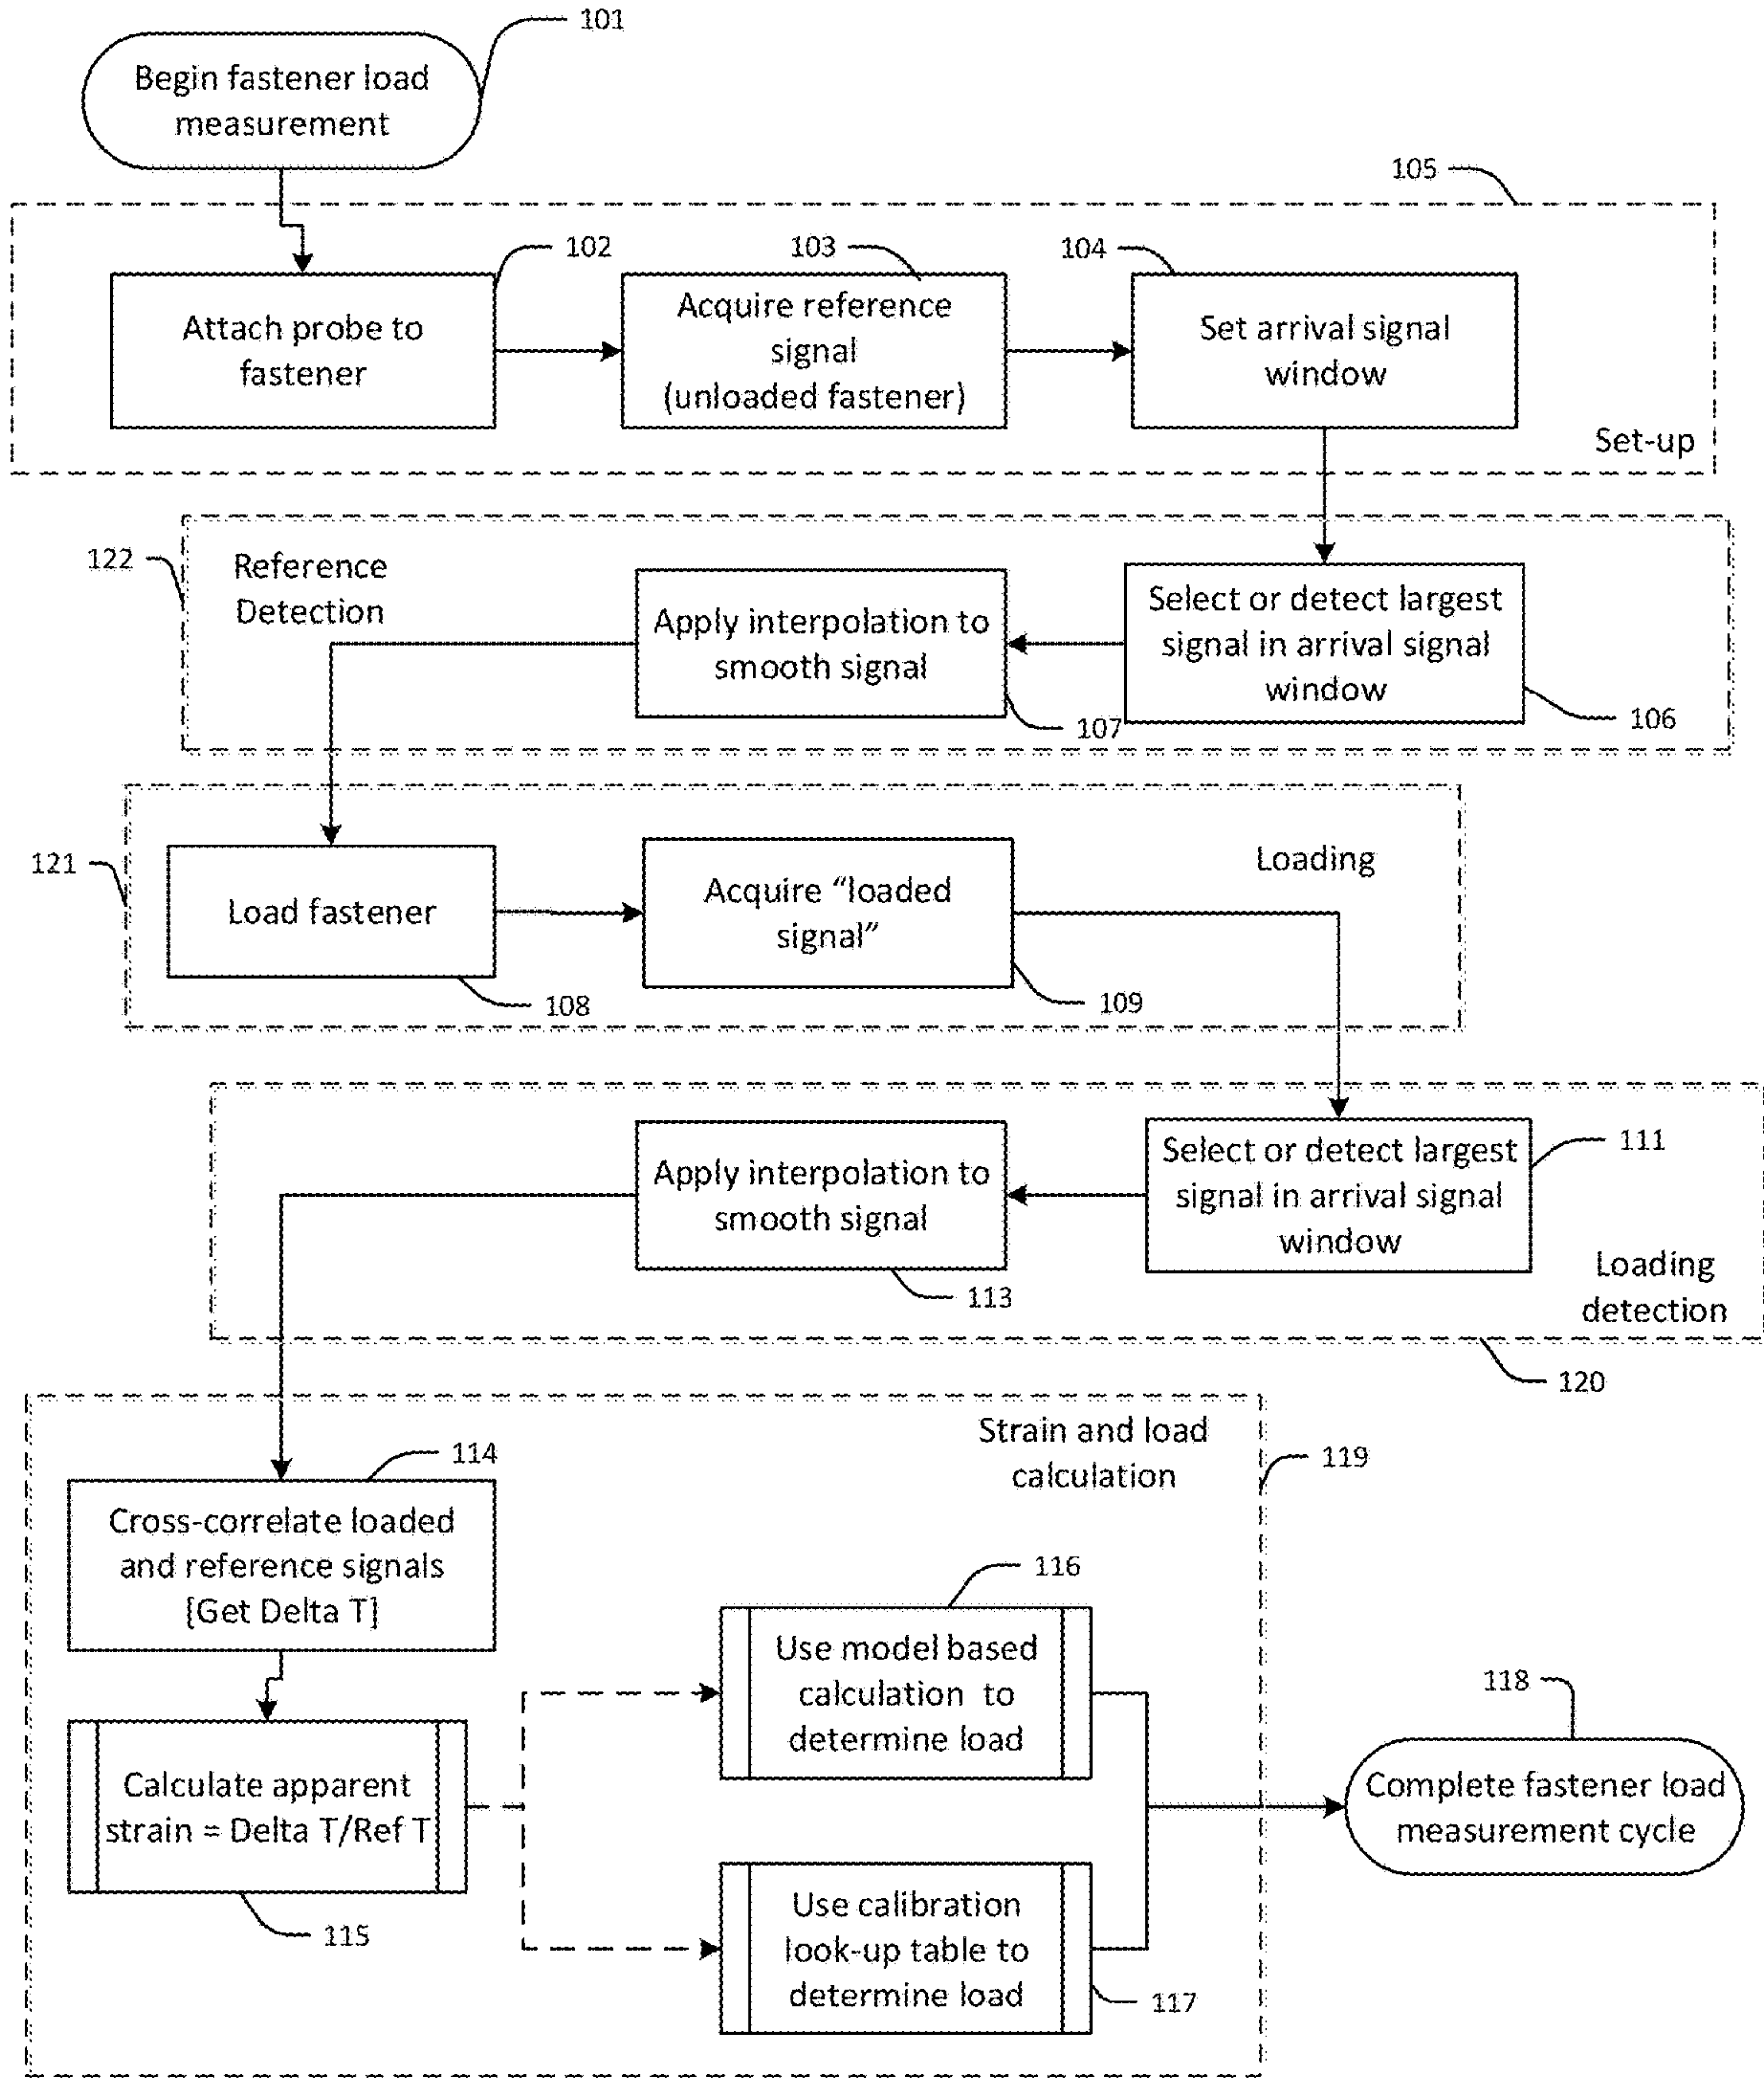 101
Begin fastener load
measurement
105
102
103
104
Attach probe to
fastener
Acquire reference
signal
(unloaded fastener)
Set arrival signal
window
Set-up
122
Reference
Detection
Apply interpolation to
smooth signal
107
Select or detect largest
signal in arrival signal
window
106
121
Loading
Load fastener
108
Acquire “loaded
signal”
109
Apply interpolation to
smooth signal
113
Select or detect largest
signal in arrival signal
window
111
Loading
detection
120
Strain and load
calculation
119
114
Cross-correlate loaded
and reference signals
[Get Delta T]
Calculate apparent
strain = Delta T/Ref T
115
116
Use model based
calculation to
determine load
Use calibration
look-up table to
determine load
117
118
Complete fastener load
measurement cycle